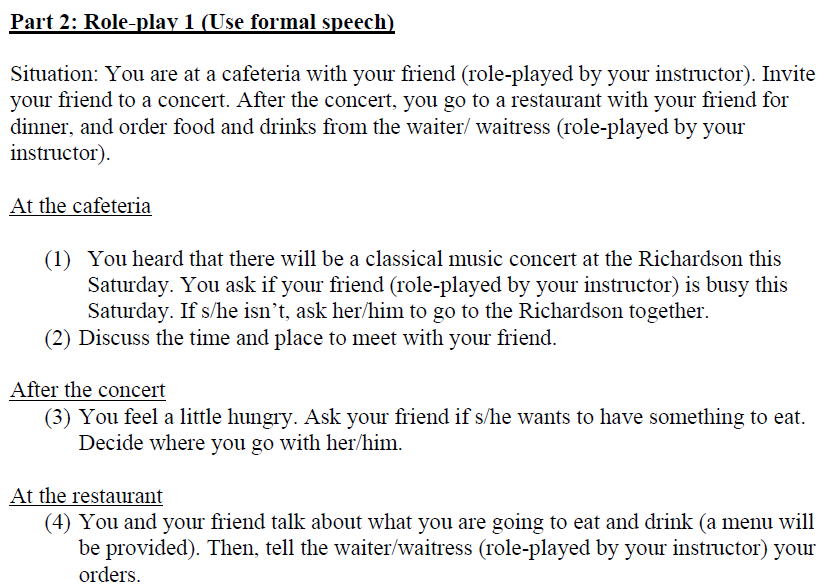 Part 2: Role-play 1 (Use formal speech)
Situation: You are at a cafeteria with your friend (role-played by your instructor). Invite
your friend to a concert. After the concert, you go to a restaurant with your friend for
dinner, and order food and drinks from the waiter/ waitress (role-played by your
instructor).
At the cafeteria
(1) You heard that there will be a classical music concert at the Richardson this
Saturday. You ask if your friend (role-played by your instructor) is busy this
Saturday. If s/he isn’t, ask her/him to go to the Richardson together.
(2) Discuss the time and place to meet with your friend.
After the concert
(3) You feel a little hungry. Ask your friend if s/he wants to have something to eat.
Decide where you go with her/him.
At the restaurant
(4) You and your friend talk about what you are going to eat and drink (a menu will
be provided). Then, tell the waiter/waitress (role-played by your instructor) your
orders.